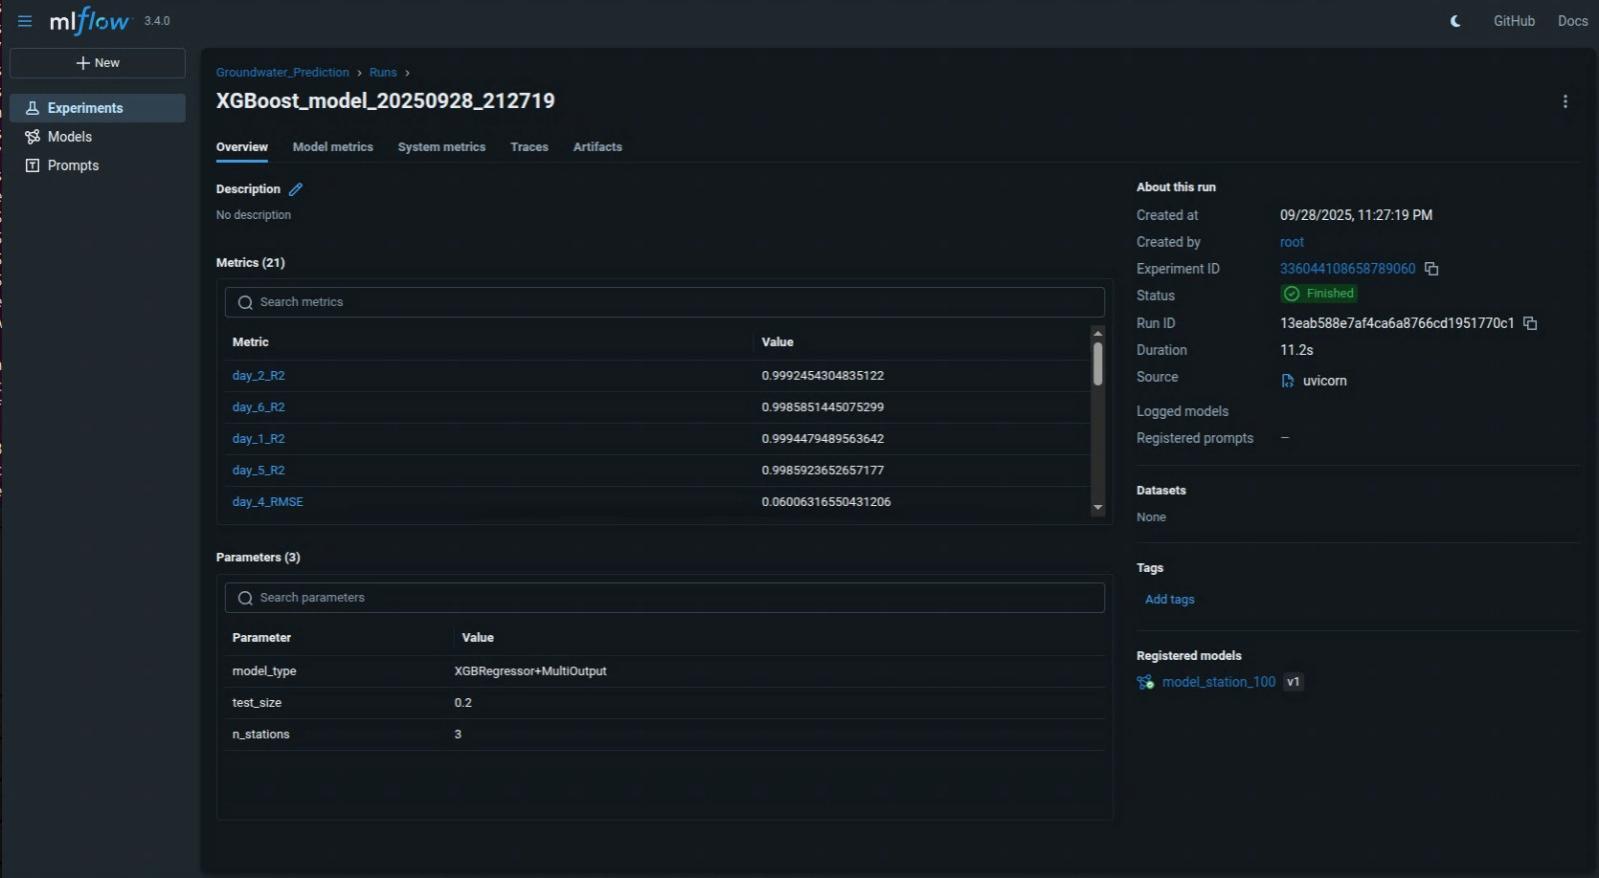 mlflow 3.4.0
GitHub Docs
New
Experiments
Models
Prompts
Groundwater_Prediction › Runs ›
XGBoost_model_20250928_212719
Overview Model metrics System metrics Traces Artifacts
Description
No description
Metrics (21)
Search metrics
Metric Value
day_2_R2 0.9992454304835122
day_6_R2 0.9985851445075299
day_1_R2 0.9994479489563642
day_5_R2 0.9985923652657177
day_4_RMSE 0.06006316550431206
Parameters (3)
Search parameters
Parameter Value
model_type XGBRegressor+MultiOutput
test_size 0.2
n_stations 3
About this run
Created at 09/28/2025, 11:27:19 PM
Created by root
Experiment ID 336044108658789060
Status Finished
Run ID 13eab588e7af4ca6a8766cd1951770c1
Duration 11.2s
Source uvicorn
Logged models
Registered prompts —
Datasets
None
Tags
Add tags
Registered models
model_station_100 v1